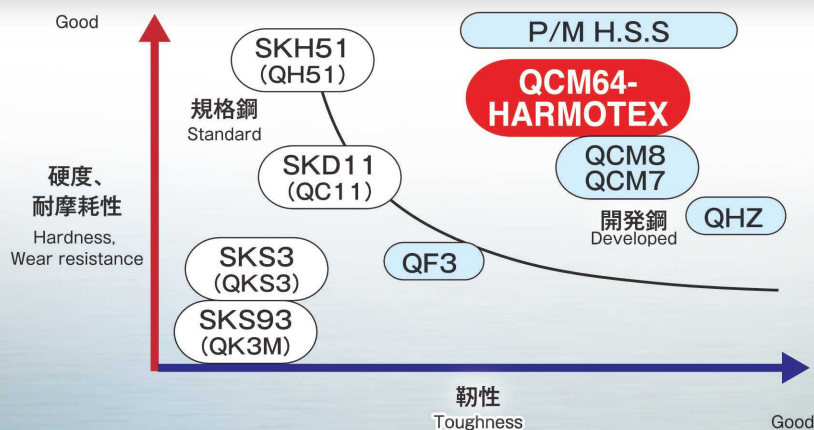 Good
P/M H.S.S
SKH51
(QH51)
QCM64-
HARMOTEX
規格鋼
Standard
SKD11
(QC11)
QCM8
QCM7
硬度、
耐摩耗性
Hardness,
Wear resistance
開発鋼
Developed
QHZ
SKS3
(QKS3)
QF3
SKS93
(QK3M)
靭性
Toughness
Good